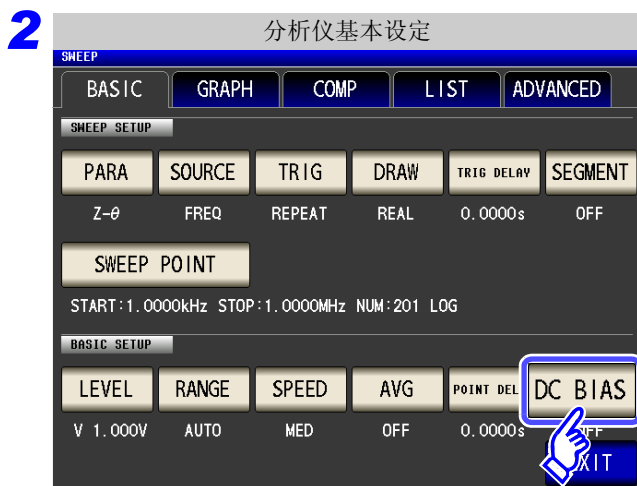 2
分析仪基本设定
SWEEP
BASIC GRAPH COMP LIST ADVANCED
SWEEP SETUP
PARA SOURCE TRIG DRAW TRIG DELAY SEGMENT
Z-θ FREQ REPEAT REAL 0.0000s OFF
SWEEP POINT
START:1.0000kHz STOP:1.0000MHz NUM:201 LOG
BASIC SETUP
LEVEL RANGE SPEED AVG POINT DEL DC BIAS
V 1.000V AUTO MED OFF 0.0000s